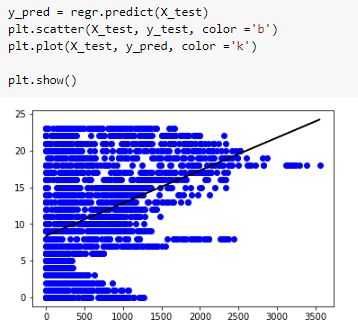 y_pred = regr.predict(X_test)
plt.scatter(X_test, y_test, color ='b')
plt.plot(X_test, y_pred, color ='k')
plt.show()
25
20
15
10
5
0
0 500 1000 1500 2000 2500 3000 3500